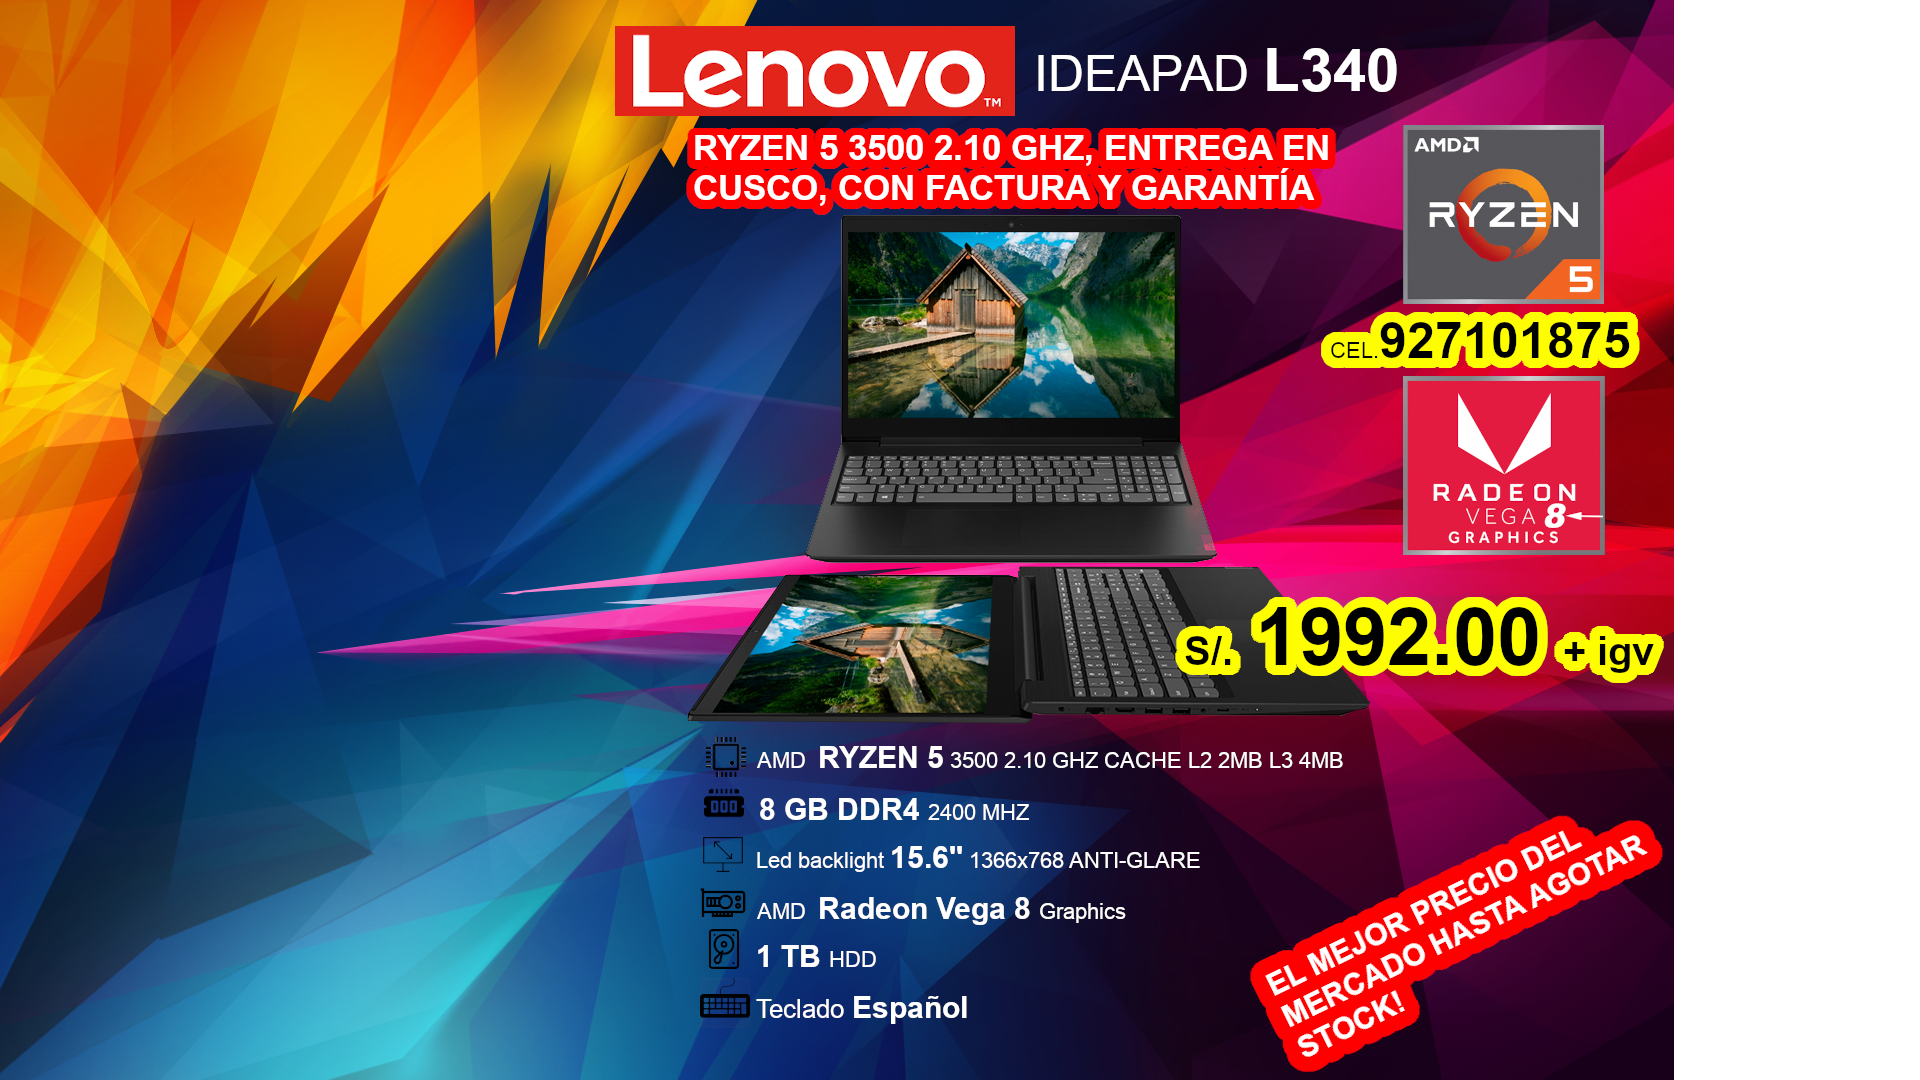 Lenovo™ IDEAPAD L340
RYZEN 5 3500 2.10 GHZ, ENTREGA EN
CUSCO, CON FACTURA Y GARANTÍA
AMD
RYZEN
5
CEL.927101875
RADEON
VEGA 8
GRAPHICS
S/. 1992.00 + igv
AMD RYZEN 5 3500 2.10 GHZ CACHE L2 2MB L3 4MB
8 GB DDR4 2400 MHZ
Led backlight 15.6" 1366x768 ANTI-GLARE
AMD Radeon Vega 8 Graphics
1 TB HDD
Teclado Español
EL MEJOR PRECIO DEL
MERCADO HASTA AGOTAR
STOCK!